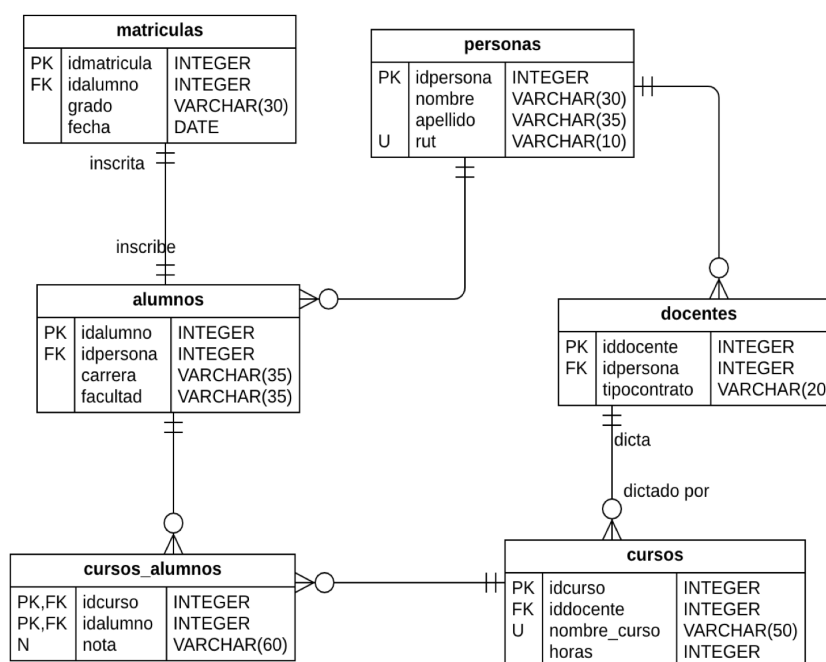 matriculas
PK idmatricula INTEGER
FK idalumno INTEGER
grado VARCHAR(30)
fecha DATE
inscrita
inscribe
personas
PK idpersona INTEGER
nombre VARCHAR(30)
apellido VARCHAR(35)
U rut VARCHAR(10)
alumnos
PK idalumno INTEGER
FK idpersona INTEGER
carrera VARCHAR(35)
facultad VARCHAR(35)
docentes
PK iddocente INTEGER
FK idpersona INTEGER
tipocontrato VARCHAR(20
dicta
dictado por
cursos_alumnos
PK,FK idcurso INTEGER
PK,FK idalumno INTEGER
N nota VARCHAR(60)
cursos
PK idcurso INTEGER
FK iddocente INTEGER
U nombre_curso VARCHAR(50)
horas INTEGER